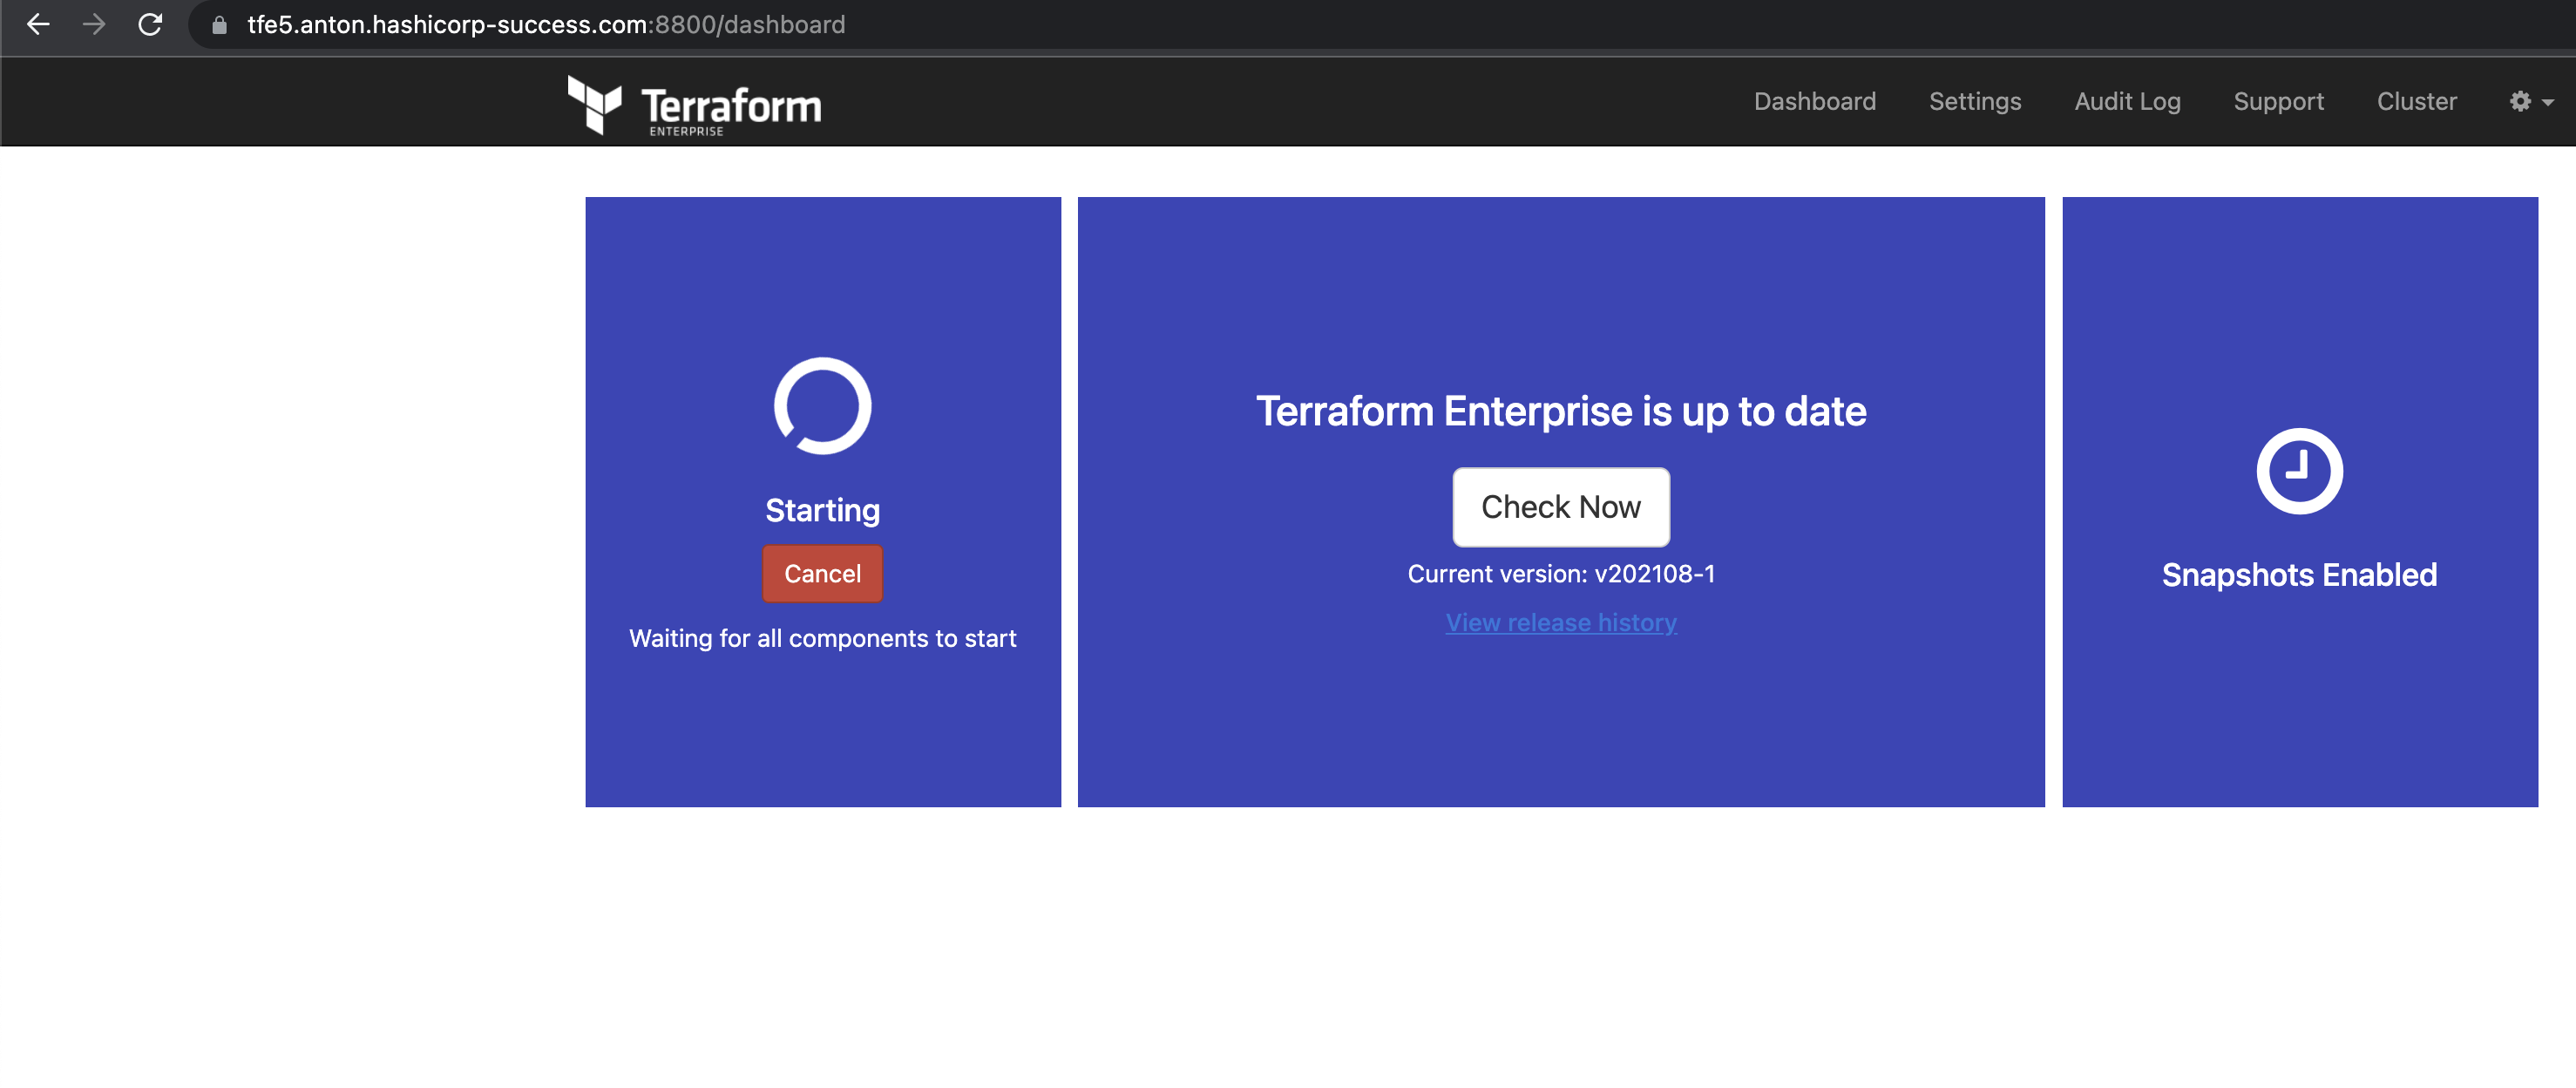 tfe5.anton.hashicorp-success.com:8800/dashboard
Terraform
ENTERPRISE
Dashboard Settings Audit Log Support Cluster
Starting
Cancel
Waiting for all components to start
Terraform Enterprise is up to date
Check Now
Current version: v202108-1
View release history
Snapshots Enabled